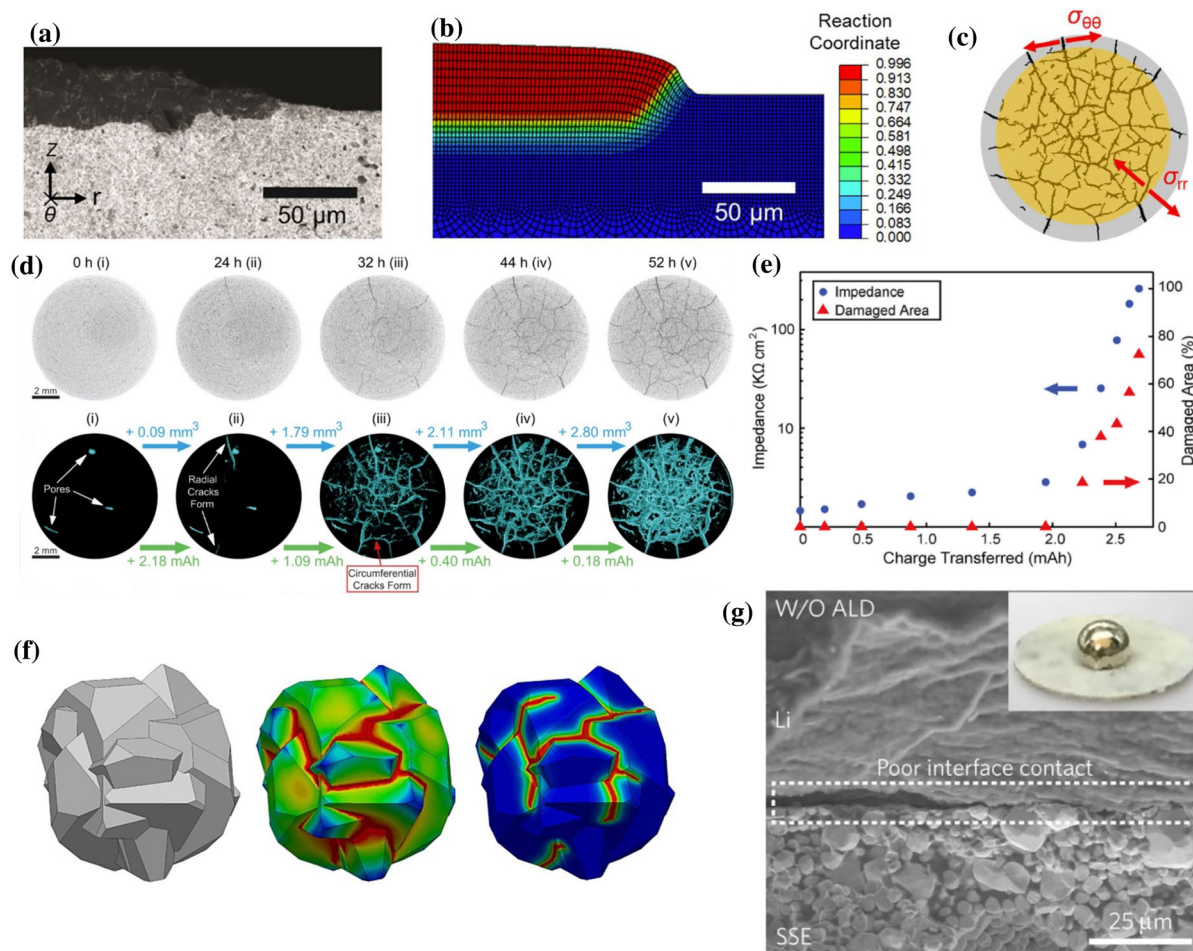 (a)
z
r
θ
50 µm
(b)
50 µm
Reaction
Coordinate
0.996
0.913
0.830
0.747
0.664
0.581
0.498
0.415
0.332
0.249
0.166
0.083
0.000
(c)
σθθ
σrr
(d)
0 h (i)
24 h (ii)
32 h (iii)
44 h (iv)
52 h (v)
2 mm
(i)
(ii)
(iii)
(iv)
(v)
+ 0.09 mm³
+ 1.79 mm³
+ 2.11 mm³
+ 2.80 mm³
Pores
Radial
Cracks
Form
2 mm
+ 2.18 mAh
+ 1.09 mAh
+ 0.40 mAh
+ 0.18 mAh
Circumferential
Cracks Form
(e)
Impedance
Damaged Area
Impedance (KΩ cm²)
100
10
Damaged Area (%)
100
80
60
40
20
0
0
0.5
1.0
1.5
2.0
2.5
Charge Transferred (mAh)
(f)
(g)
W/O ALD
Li
Poor interface contact
SSE
25 µm